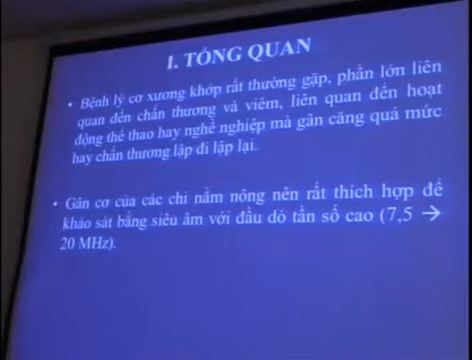 I. TỔNG QUAN
• Bệnh lý cơ xương khớp rất thường gặp, phần lớn liên
quan đến chấn thương và viêm, liên quan đến hoạt
động thể thao hay nghề nghiệp mà gân căng quá mức
hay chấn thương lập đi lập lại.
• Gân cơ của các chi nằm nông nên rất thích hợp để
khảo sát bằng siêu âm với đầu dò tần số cao (7,5 →
20 MHz).